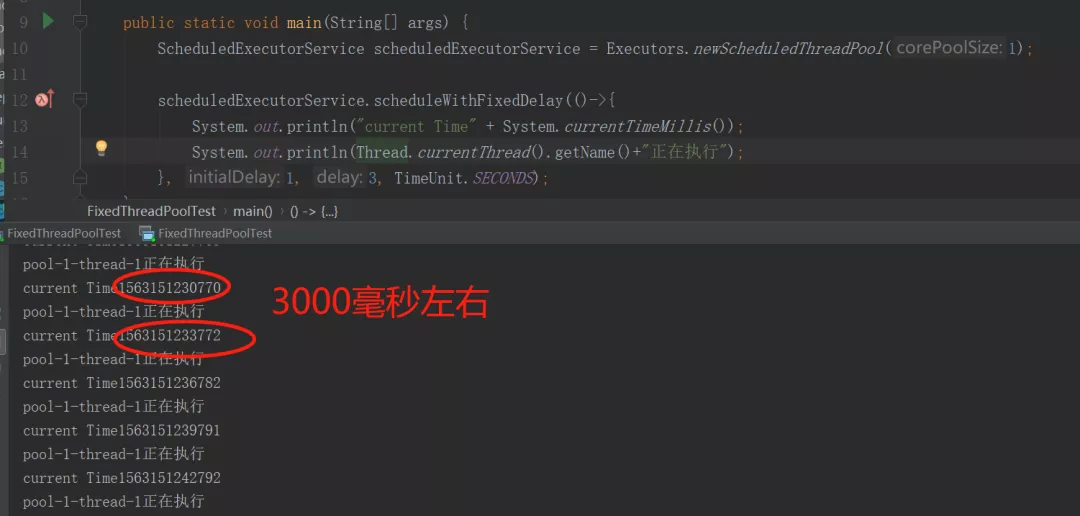 9 public static void main(String[] args) {
10 ScheduledExecutorService scheduledExecutorService = Executors.newScheduledThreadPool( corePoolSize: 1);
11
12 scheduledExecutorService.scheduleWithFixedDelay(()->{
13 System.out.println("current Time" + System.currentTimeMillis());
14 System.out.println(Thread.currentThread().getName()+"正在执行");
15 }, initialDelay: 1, delay: 3, TimeUnit.SECONDS);
FixedThreadPoolTest › main() › () -> {...}
FixedThreadPoolTest FixedThreadPoolTest
pool-1-thread-1正在执行
current Time1563151230770
3000毫秒左右
pool-1-thread-1正在执行
current Time1563151233772
pool-1-thread-1正在执行
current Time1563151236782
pool-1-thread-1正在执行
current Time1563151239791
pool-1-thread-1正在执行
current Time1563151242792
pool-1-thread-1正在执行